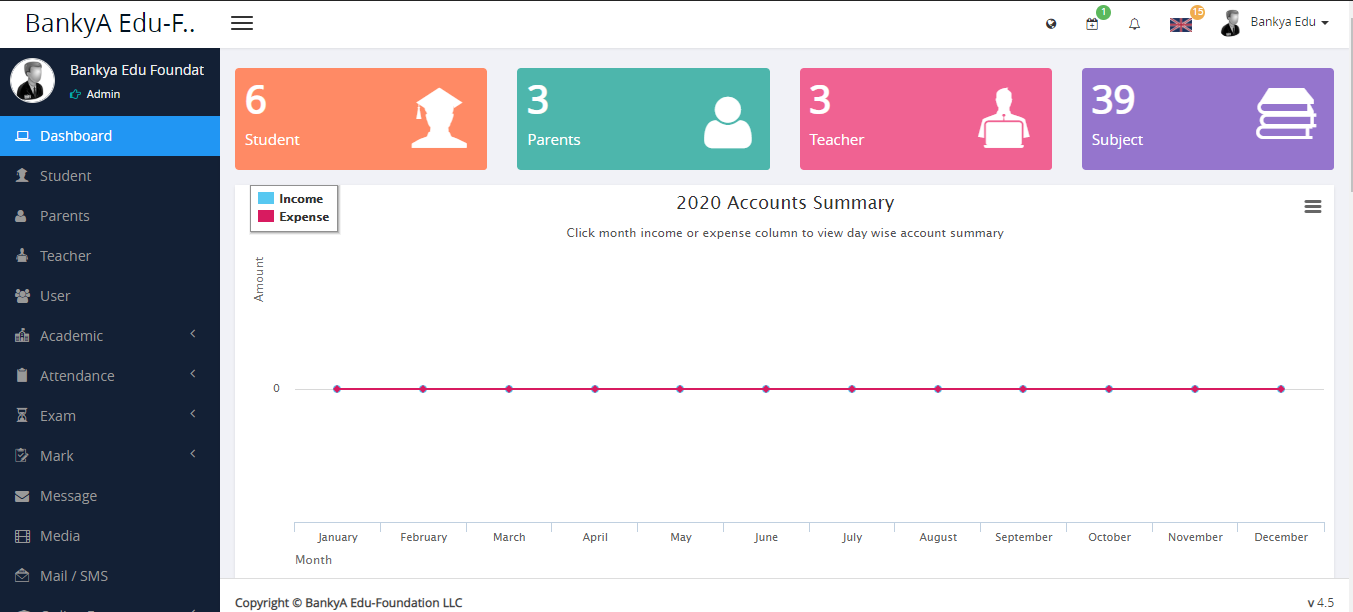 BankyA Edu-F..
1
15
Bankya Edu
Bankya Edu Foundat
Admin
Dashboard
Student
Parents
Teacher
User
Academic
Attendance
Exam
Mark
Message
Media
Mail / SMS
6
Student
3
Parents
3
Teacher
39
Subject
Income
Expense
2020 Accounts Summary
Click month income or expense column to view day wise account summary
Amount
0
January February March April May June July August September October November December
Month
Copyright © BankyA Edu-Foundation LLC
v 4.5